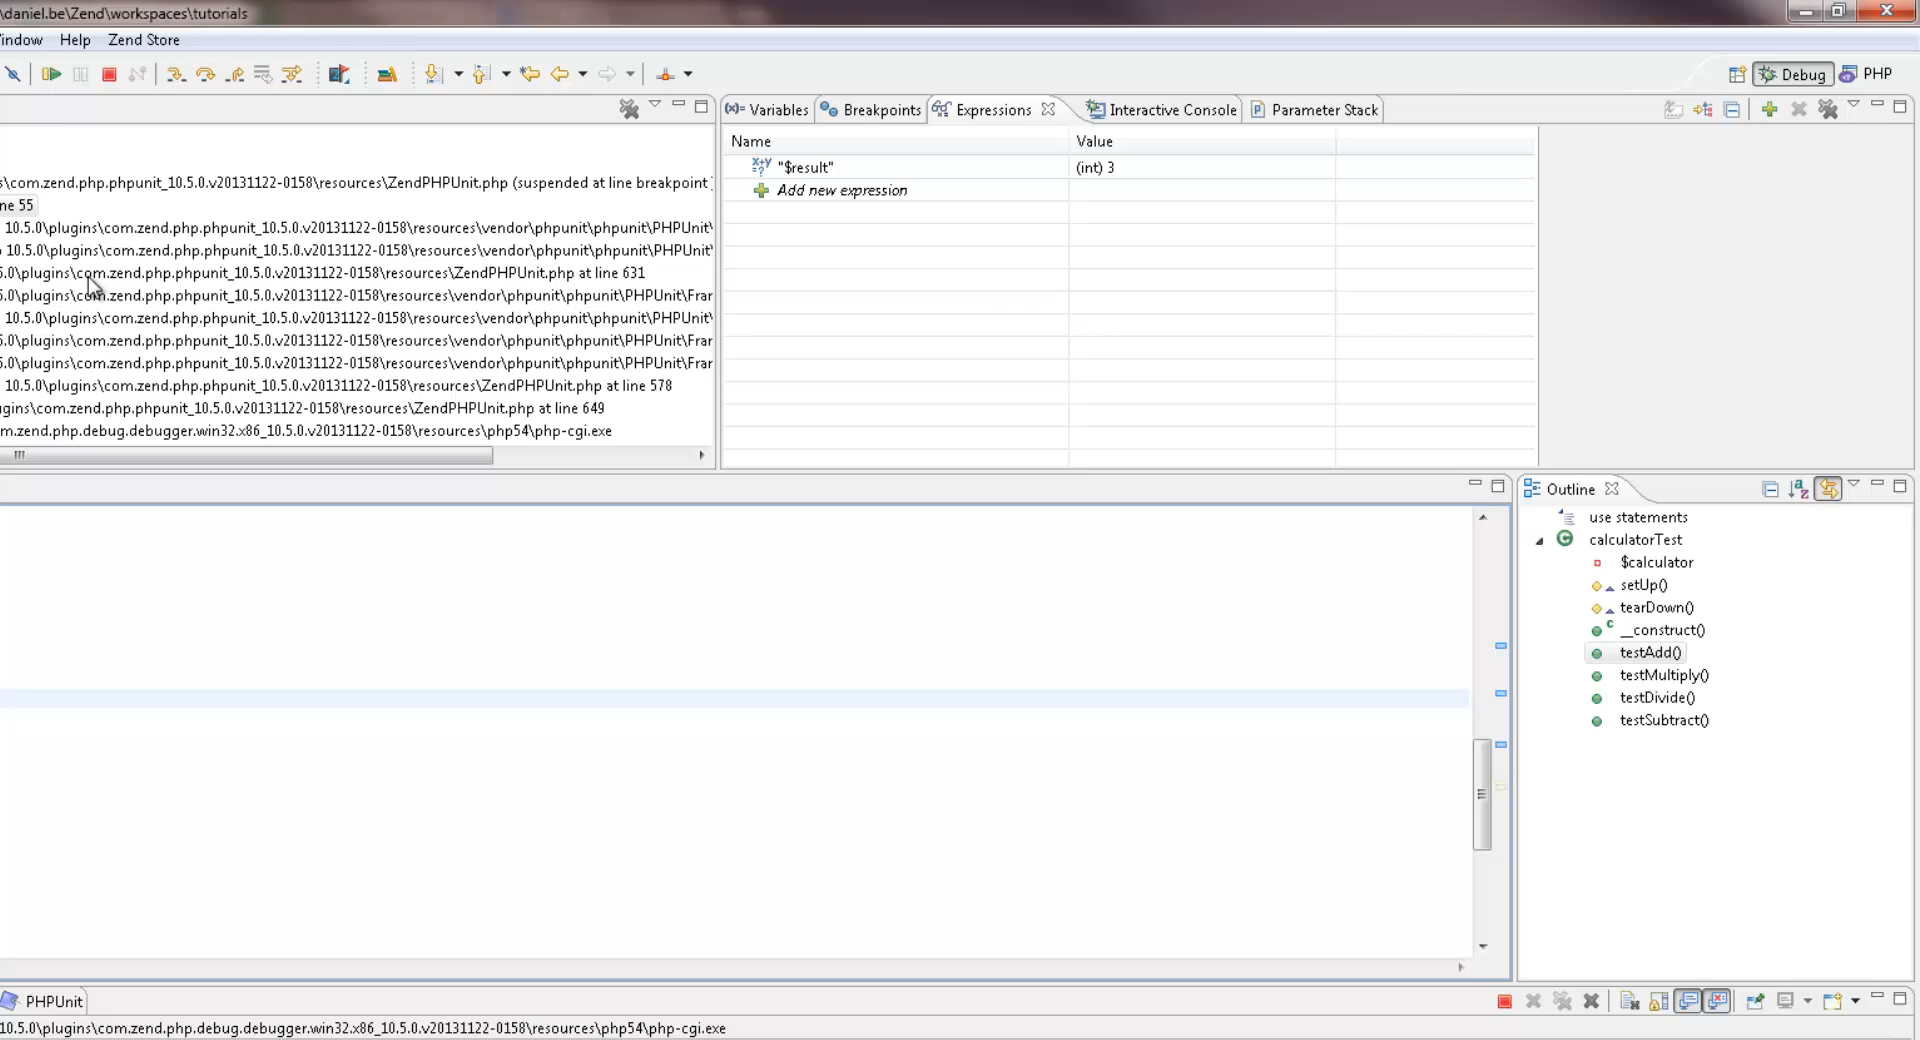 \daniel.be\Zend\workspaces\tutorials
indow Help Zend Store
Debug PHP
(x)= Variables Breakpoints Expressions Interactive Console Parameter Stack
Name Value
"$result" (int) 3
Add new expression
s\com.zend.php.phpunit_10.5.0.v20131122-0158\resources\ZendPHPUnit.php (suspended at line breakpoint
ne 55
10.5.0\plugins\com.zend.php.phpunit_10.5.0.v20131122-0158\resources\vendor\phpunit\phpunit\PHPUnit\
10.5.0\plugins\com.zend.php.phpunit_10.5.0.v20131122-0158\resources\vendor\phpunit\phpunit\PHPUnit\
5.0\plugins\com.zend.php.phpunit_10.5.0.v20131122-0158\resources\ZendPHPUnit.php at line 631
5.0\plugins\com.zend.php.phpunit_10.5.0.v20131122-0158\resources\vendor\phpunit\phpunit\PHPUnit\Frar
10.5.0\plugins\com.zend.php.phpunit_10.5.0.v20131122-0158\resources\vendor\phpunit\phpunit\PHPUnit\
5.0\plugins\com.zend.php.phpunit_10.5.0.v20131122-0158\resources\vendor\phpunit\phpunit\PHPUnit\Frar
5.0\plugins\com.zend.php.phpunit_10.5.0.v20131122-0158\resources\vendor\phpunit\phpunit\PHPUnit\Frar
10.5.0\plugins\com.zend.php.phpunit_10.5.0.v20131122-0158\resources\ZendPHPUnit.php at line 578
gins\com.zend.php.phpunit_10.5.0.v20131122-0158\resources\ZendPHPUnit.php at line 649
m.zend.php.debug.debugger.win32.x86_10.5.0.v20131122-0158\resources\php54\php-cgi.exe
Outline
use statements
calculatorTest
$calculator
setUp()
tearDown()
__construct()
testAdd()
testMultiply()
testDivide()
testSubtract()
PHPUnit
10.5.0\plugins\com.zend.php.debug.debugger.win32.x86_10.5.0.v20131122-0158\resources\php54\php-cgi.exe